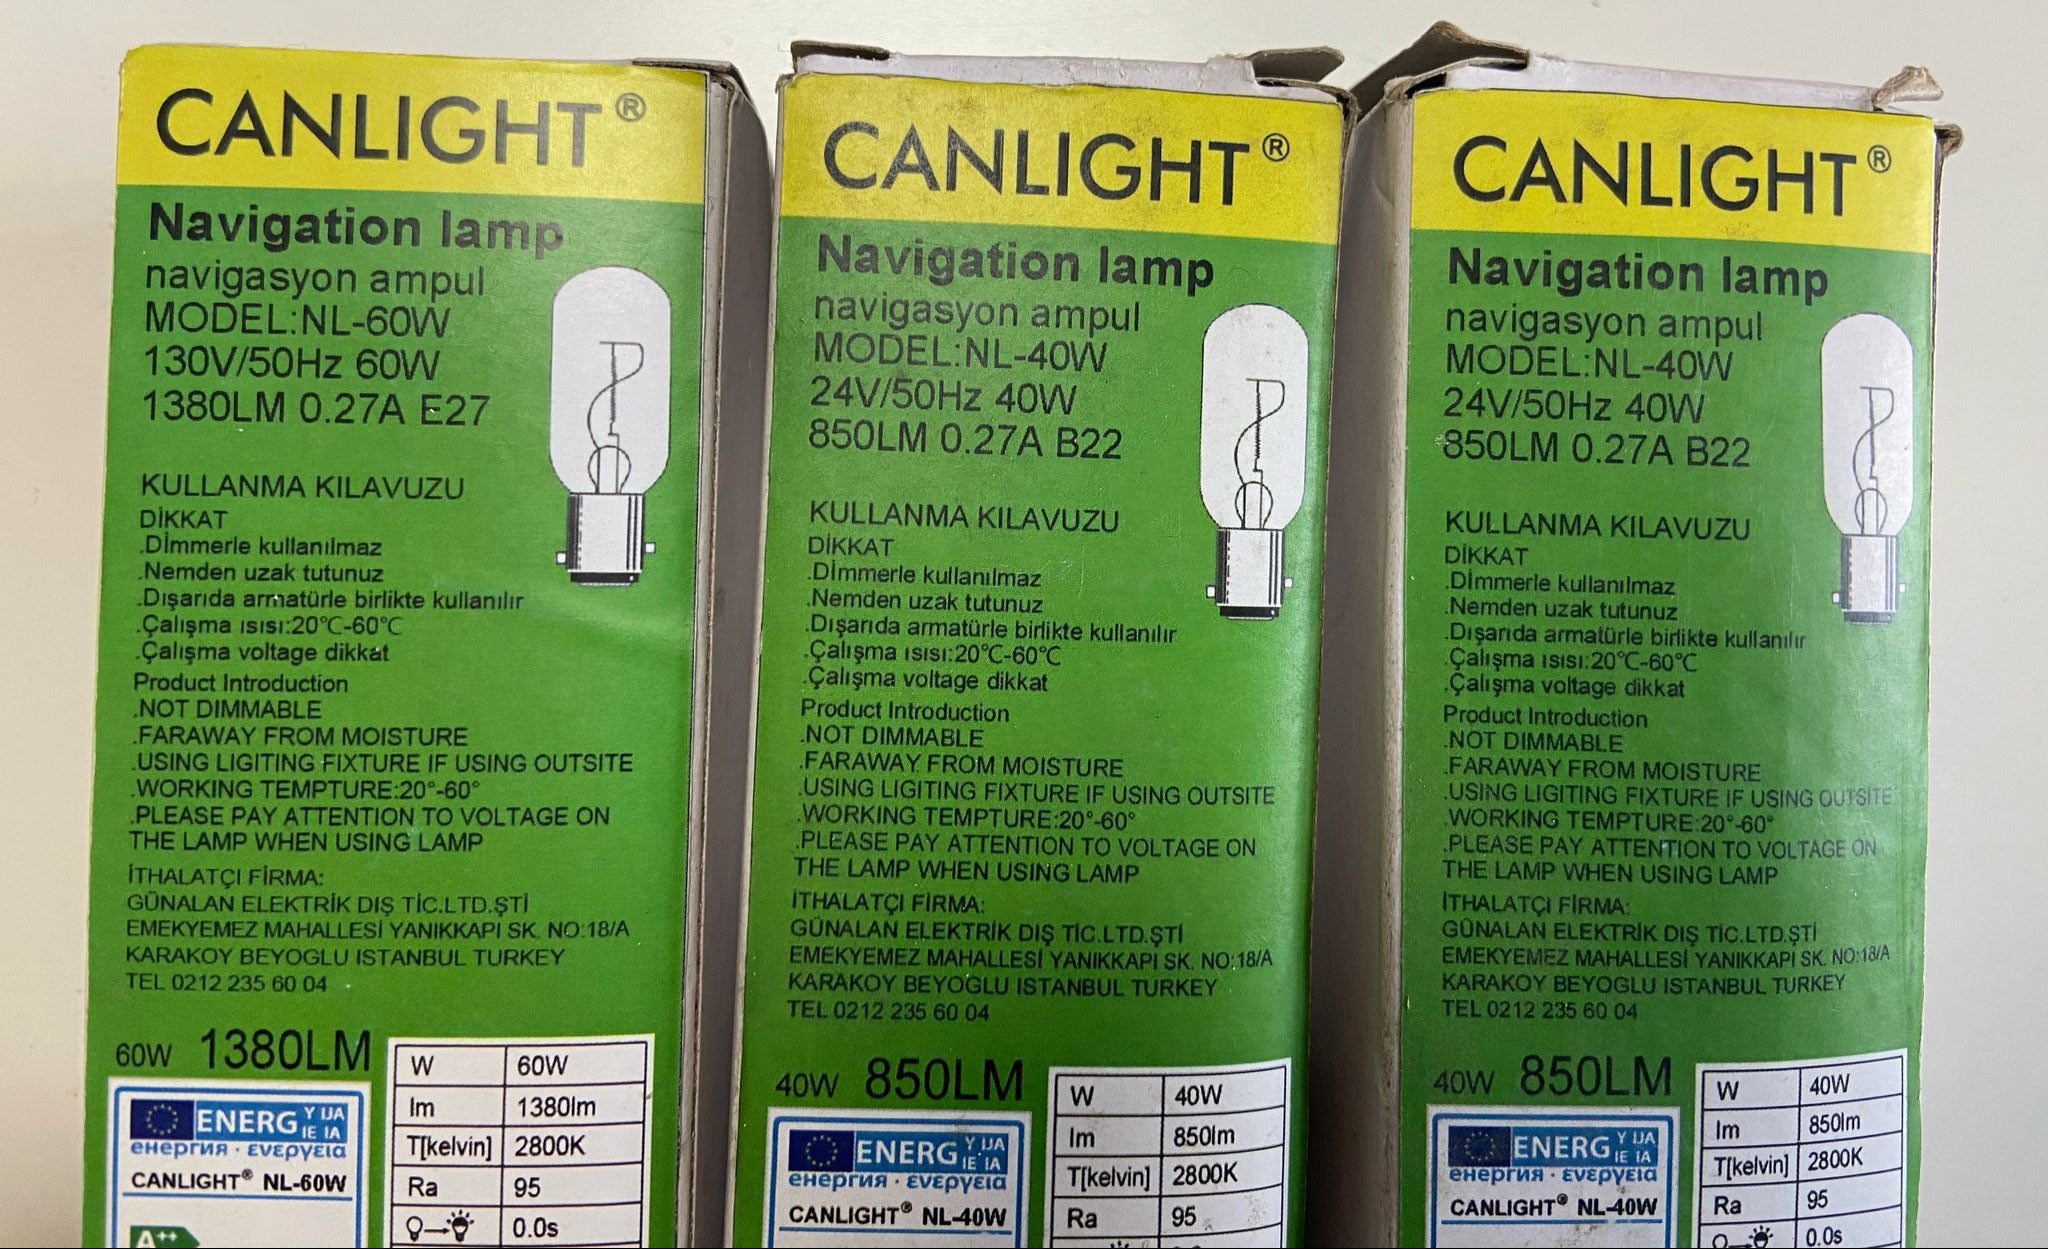 CANLIGHT®
Navigation lamp
navigasyon ampul
MODEL:NL-60W
130V/50Hz 60W
1380LM 0.27A E27
KULLANMA KILAVUZU
DİKKAT
.Dİmmerle kullanılmaz
.Nemden uzak tutunuz
.Dışarıda armatürle birlikte kullanılır
.Çalışma ısısı:20℃-60℃
.Çalışma voltage dikkat
Product Introduction
.NOT DIMMABLE
.FARAWAY FROM MOISTURE
.USING LIGITING FIXTURE IF USING OUTSITE
.WORKING TEMPTURE:20°-60°
.PLEASE PAY ATTENTION TO VOLTAGE ON
THE LAMP WHEN USING LAMP
İTHALATÇI FİRMA:
GÜNALAN ELEKTRİK DIŞ TİC.LTD.ŞTİ
EMEKYEMEZ MAHALLESİ YANIKKAPI SK. NO:18/A
KARAKOY BEYOGLU ISTANBUL TURKEY
TEL 0212 235 60 04
60W 1380LM
ENERG Y IJA
IE IA
енергия · ενεργεια
CANLIGHT® NL-60W
A++
W 60W
lm 1380lm
T[kelvin] 2800K
Ra 95
0.0s
CANLIGHT®
Navigation lamp
navigasyon ampul
MODEL:NL-40W
24V/50Hz 40W
850LM 0.27A B22
KULLANMA KILAVUZU
DİKKAT
.Dİmmerle kullanılmaz
.Nemden uzak tutunuz
.Dışarıda armatürle birlikte kullanılır
.Çalışma ısısı:20℃-60℃
.Çalışma voltage dikkat
Product Introduction
.NOT DIMMABLE
.FARAWAY FROM MOISTURE
.USING LIGITING FIXTURE IF USING OUTSITE
.WORKING TEMPTURE:20°-60°
.PLEASE PAY ATTENTION TO VOLTAGE ON
THE LAMP WHEN USING LAMP
İTHALATÇI FİRMA:
GÜNALAN ELEKTRİK DIŞ TİC.LTD.ŞTİ
EMEKYEMEZ MAHALLESİ YANIKKAPI SK. NO:18/A
KARAKOY BEYOGLU ISTANBUL TURKEY
TEL 0212 235 60 04
40W 850LM
ENERG Y IJA
IE IA
енергия · ενεργεια
CANLIGHT® NL-40W
W 40W
lm 850lm
T[kelvin] 2800K
Ra 95
CANLIGHT®
Navigation lamp
navigasyon ampul
MODEL:NL-40W
24V/50Hz 40W
850LM 0.27A B22
KULLANMA KILAVUZU
DİKKAT
.Dİmmerle kullanılmaz
.Nemden uzak tutunuz
.Dışarıda armatürle birlikte kullanılır
.Çalışma ısısı:20℃-60℃
.Çalışma voltage dikkat
Product Introduction
.NOT DIMMABLE
.FARAWAY FROM MOISTURE
.USING LIGITING FIXTURE IF USING OUTSITE
.WORKING TEMPTURE:20°-60°
.PLEASE PAY ATTENTION TO VOLTAGE ON
THE LAMP WHEN USING LAMP
İTHALATÇI FİRMA:
GÜNALAN ELEKTRİK DIŞ TİC.LTD.ŞTİ
EMEKYEMEZ MAHALLESİ YANIKKAPI SK. NO:18/A
KARAKOY BEYOGLU ISTANBUL TURKEY
TEL 0212 235 60 04
40W 850LM
ENERG Y IJA
IE IA
енергия · ενεργεια
CANLIGHT® NL-40W
W 40W
lm 850lm
T[kelvin] 2800K
Ra 95
0.0s